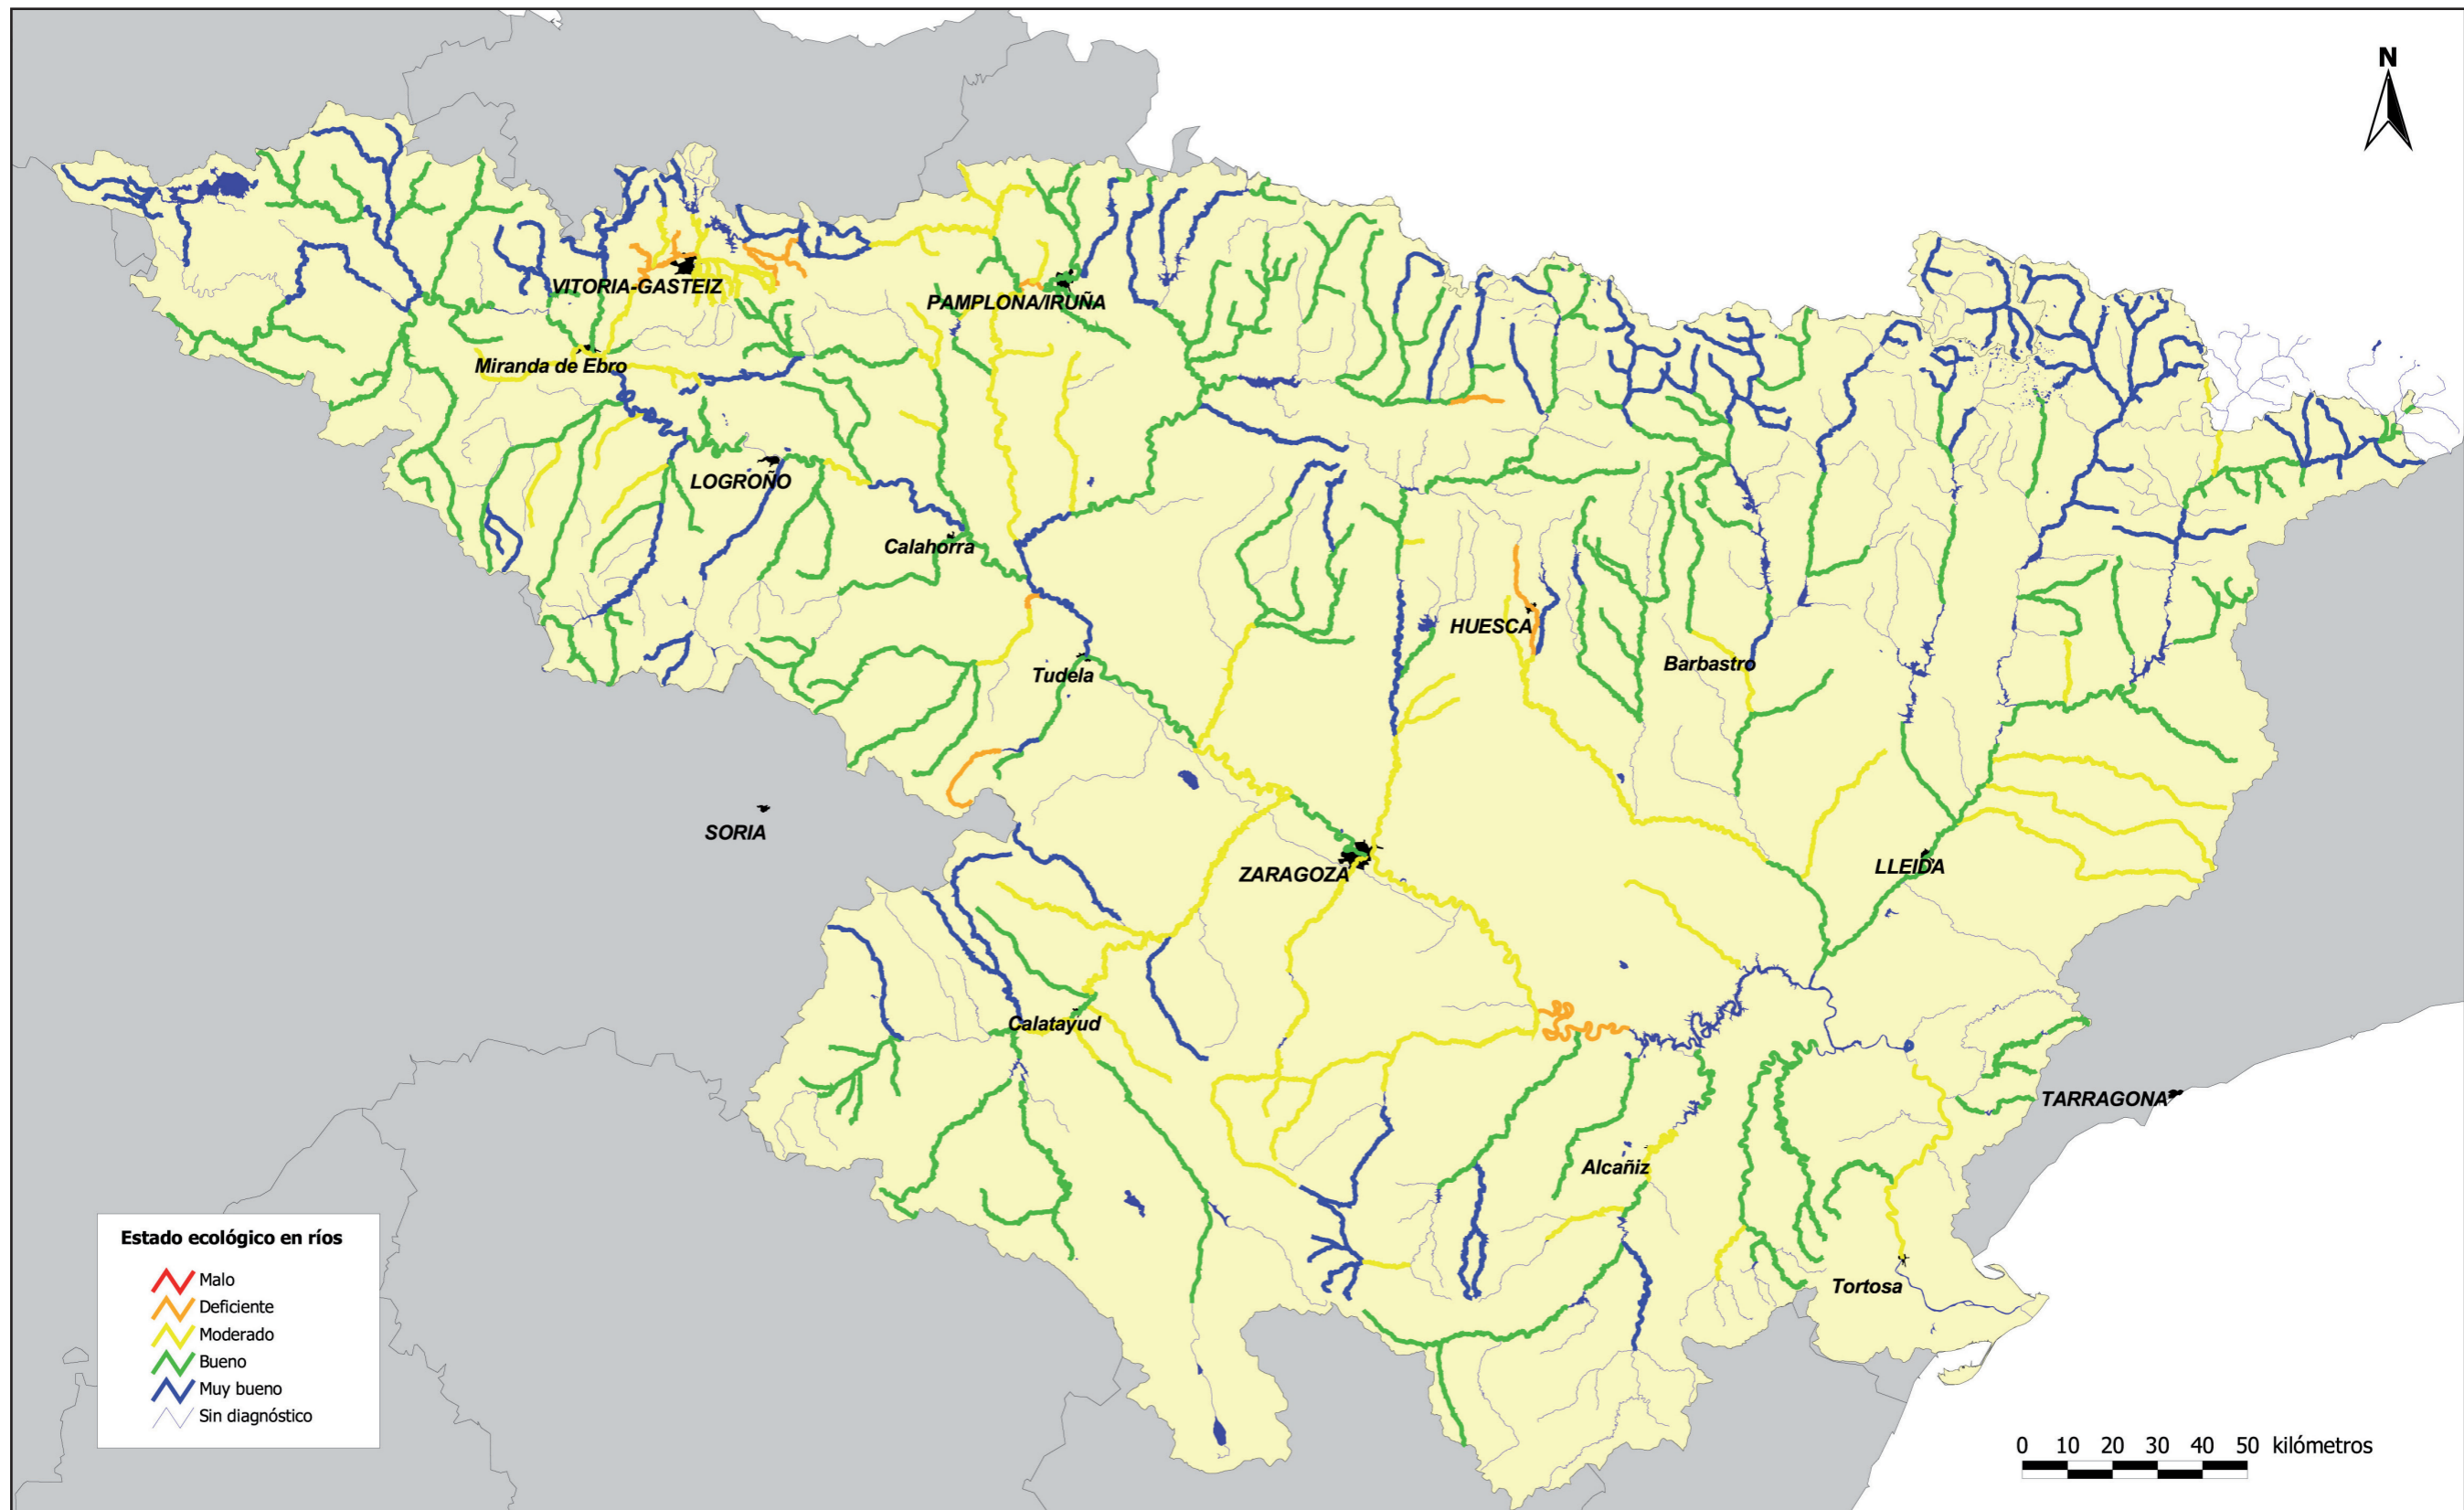 N
VITORIA-GASTEIZ
PAMPLONA/IRUÑA
Miranda de Ebro
LOGROÑO
Calahorra
HUESCA
Barbastro
Tudela
SORIA
ZARAGOZA
LLEIDA
Calatayud
TARRAGONA
Alcañiz
Tortosa
Estado ecológico en ríos
Malo
Deficiente
Moderado
Bueno
Muy bueno
Sin diagnóstico
0 10 20 30 40 50 kilómetros